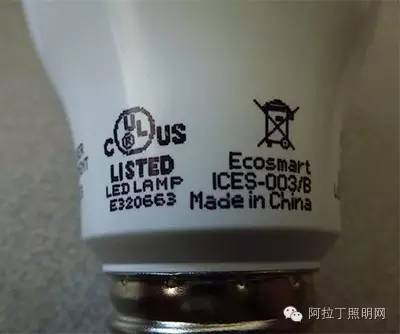 C UL US
®
LISTED
LED LAMP
E320663
Ecosmart
ICES-003/B
Made in China
阿拉丁照明网